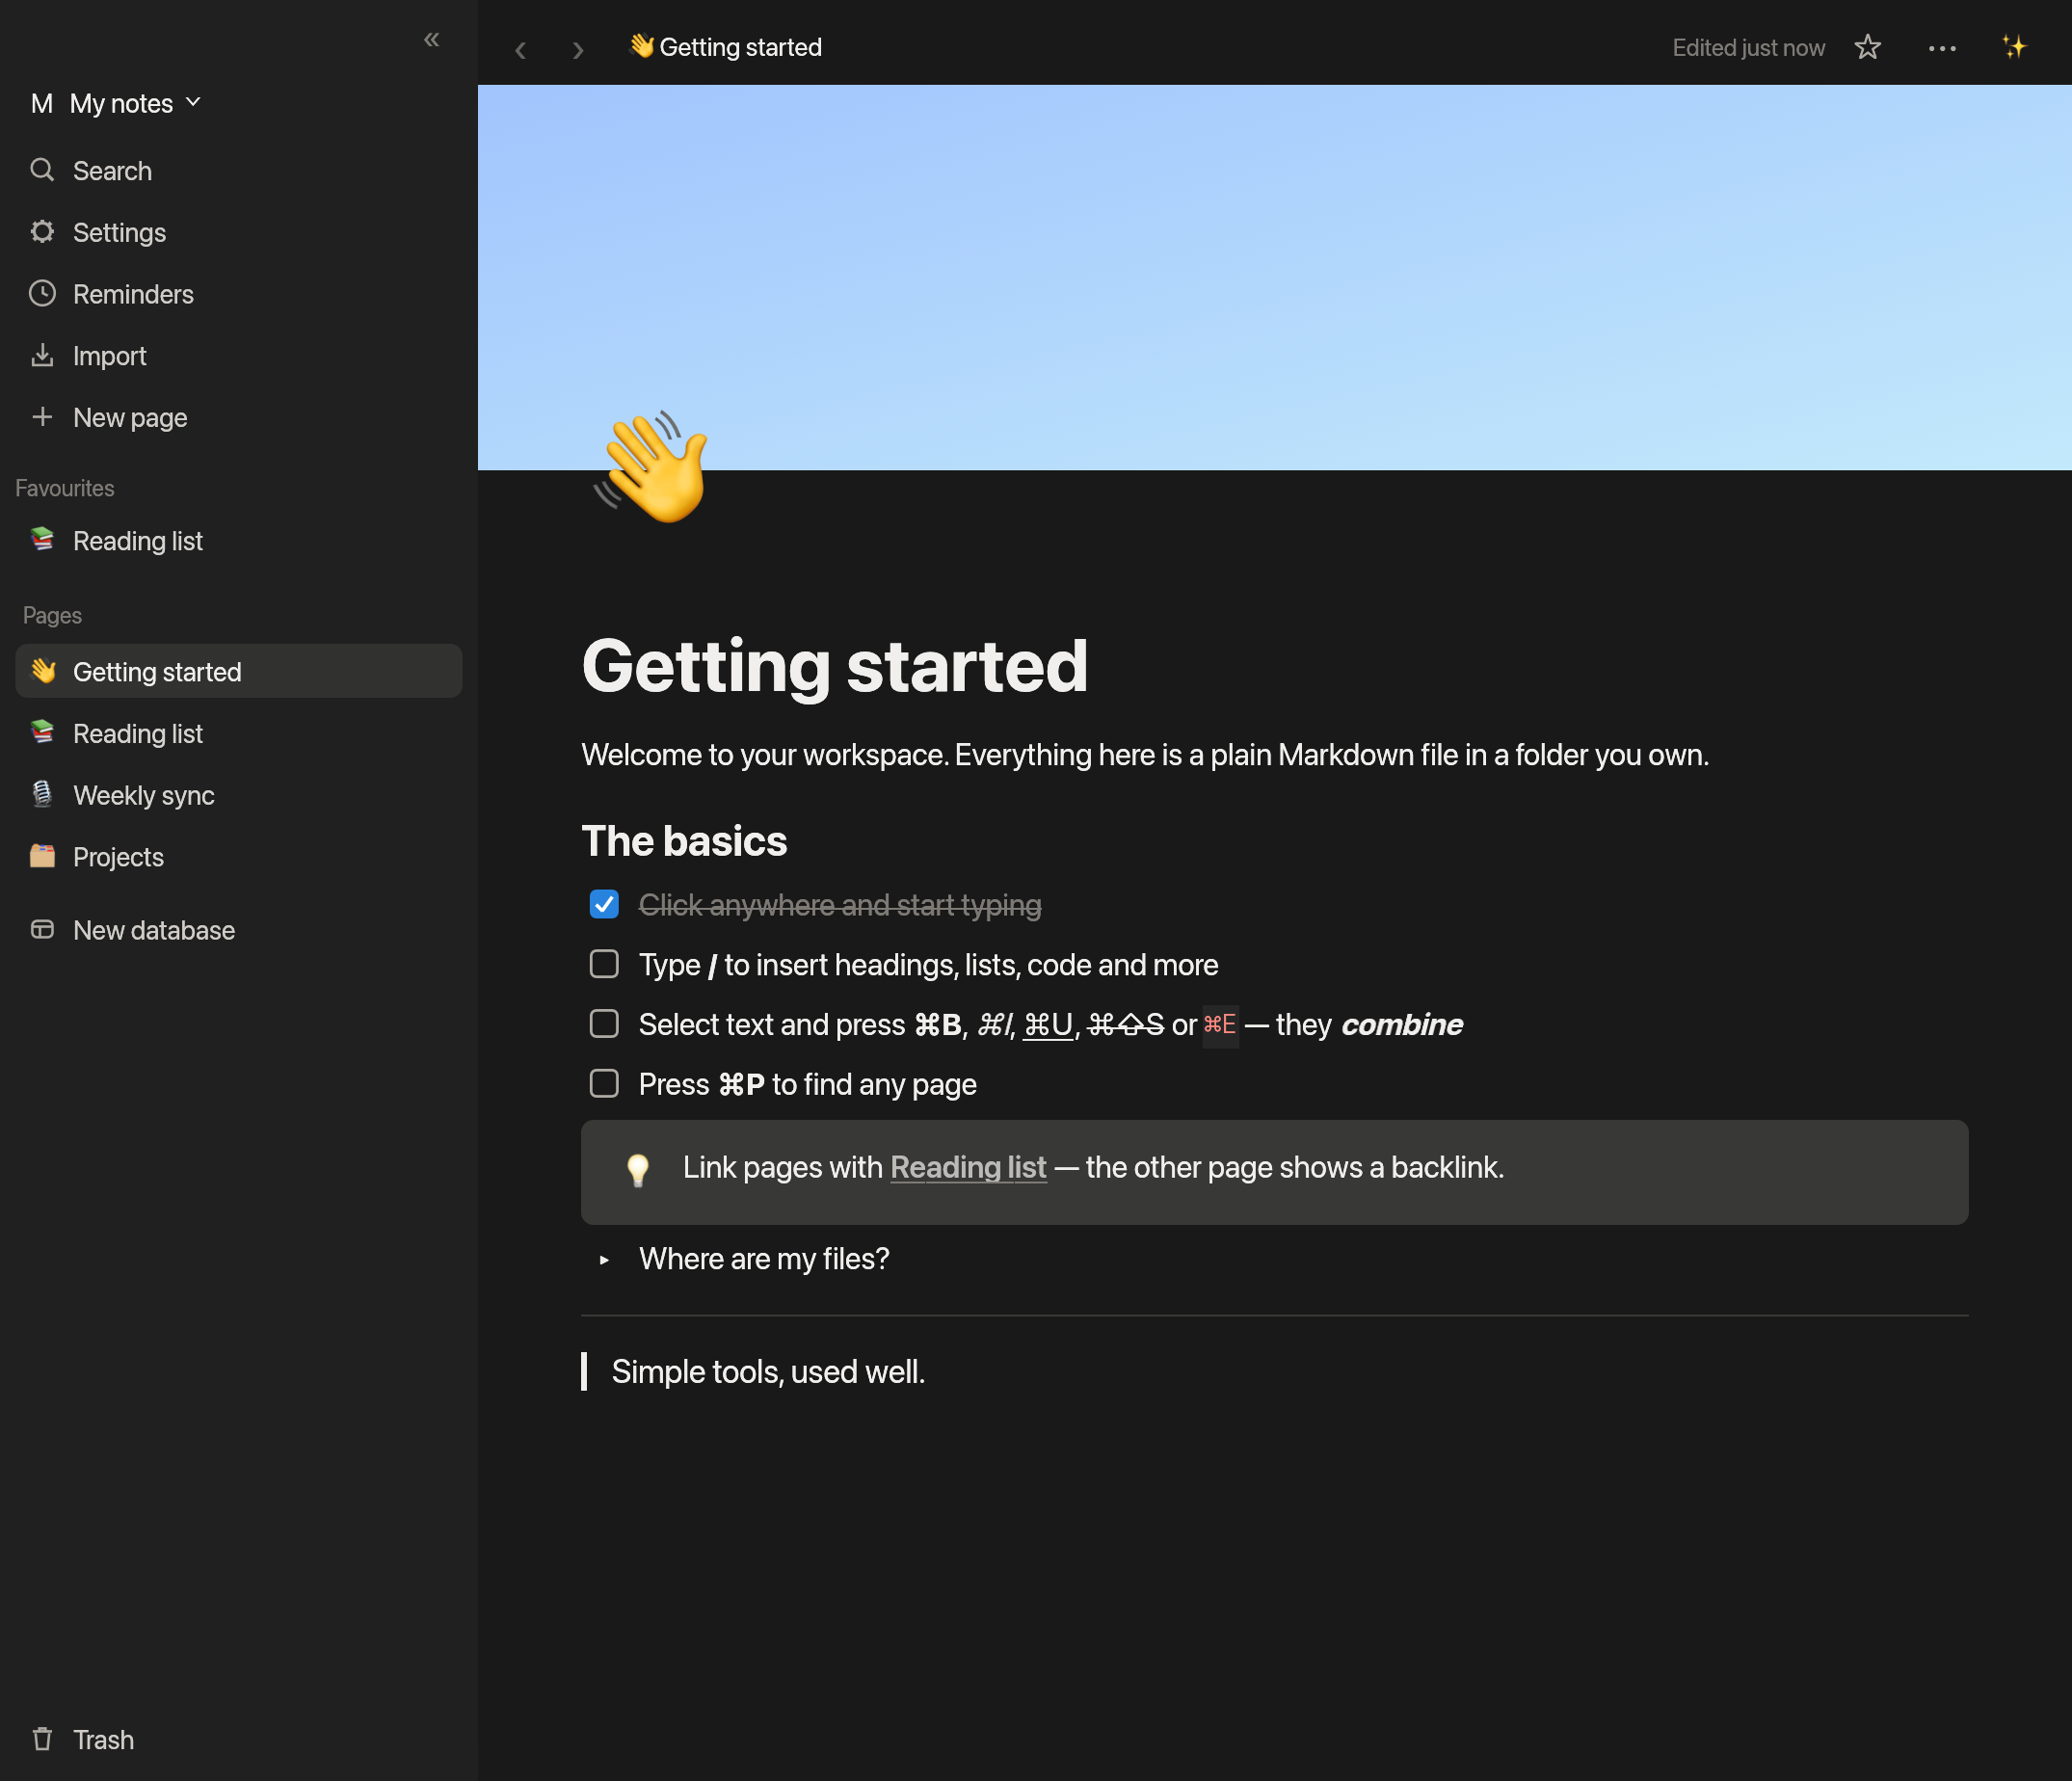 «
‹ › 👋 Getting started
Edited just now
M My notes
Search
Settings
Reminders
Import
New page
Favourites
📚 Reading list
Pages
👋 Getting started
📚 Reading list
🎙️ Weekly sync
🗂️ Projects
New database
Trash
Getting started
Welcome to your workspace. Everything here is a plain Markdown file in a folder you own.
The basics
Click anywhere and start typing
Type / to insert headings, lists, code and more
Select text and press ⌘B, ⌘I, ⌘U, ⌘⇧S or ⌘E — they combine
Press ⌘P to find any page
💡 Link pages with Reading list — the other page shows a backlink.
Where are my files?
Simple tools, used well.